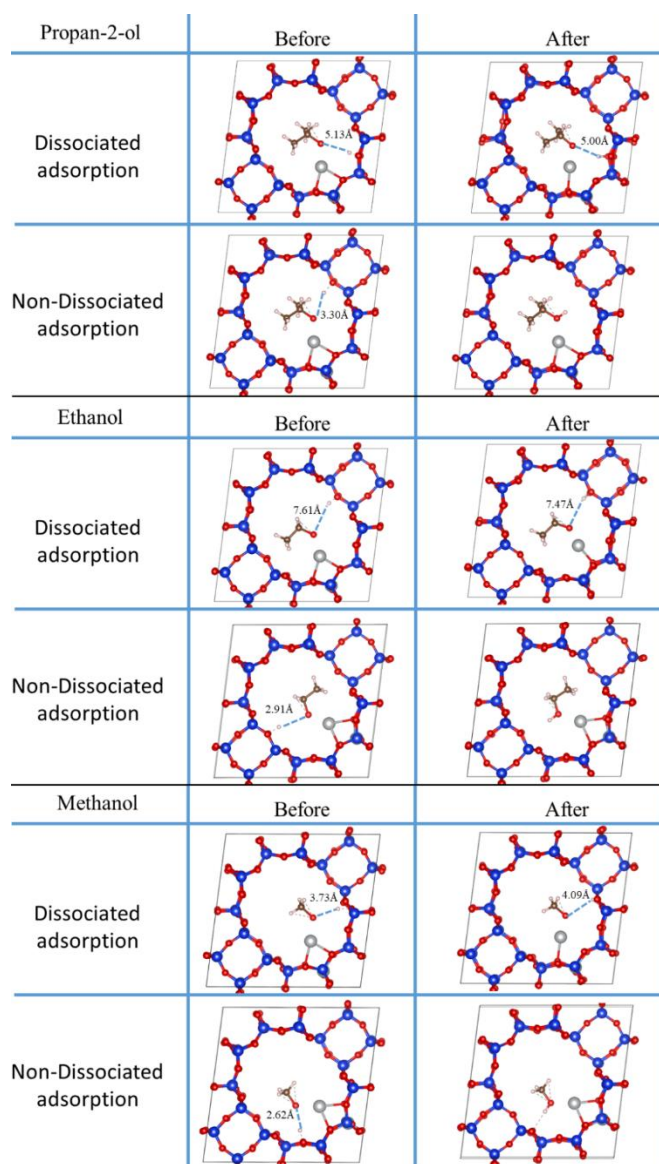 Propan-2-ol
Before
After
Dissociated
adsorption
5.13Å
5.00Å
Non-Dissociated
adsorption
3.30Å
Ethanol
Before
After
Dissociated
adsorption
7.61Å
7.47Å
Non-Dissociated
adsorption
2.91Å
Methanol
Before
After
Dissociated
adsorption
3.73Å
4.09Å
Non-Dissociated
adsorption
2.62Å